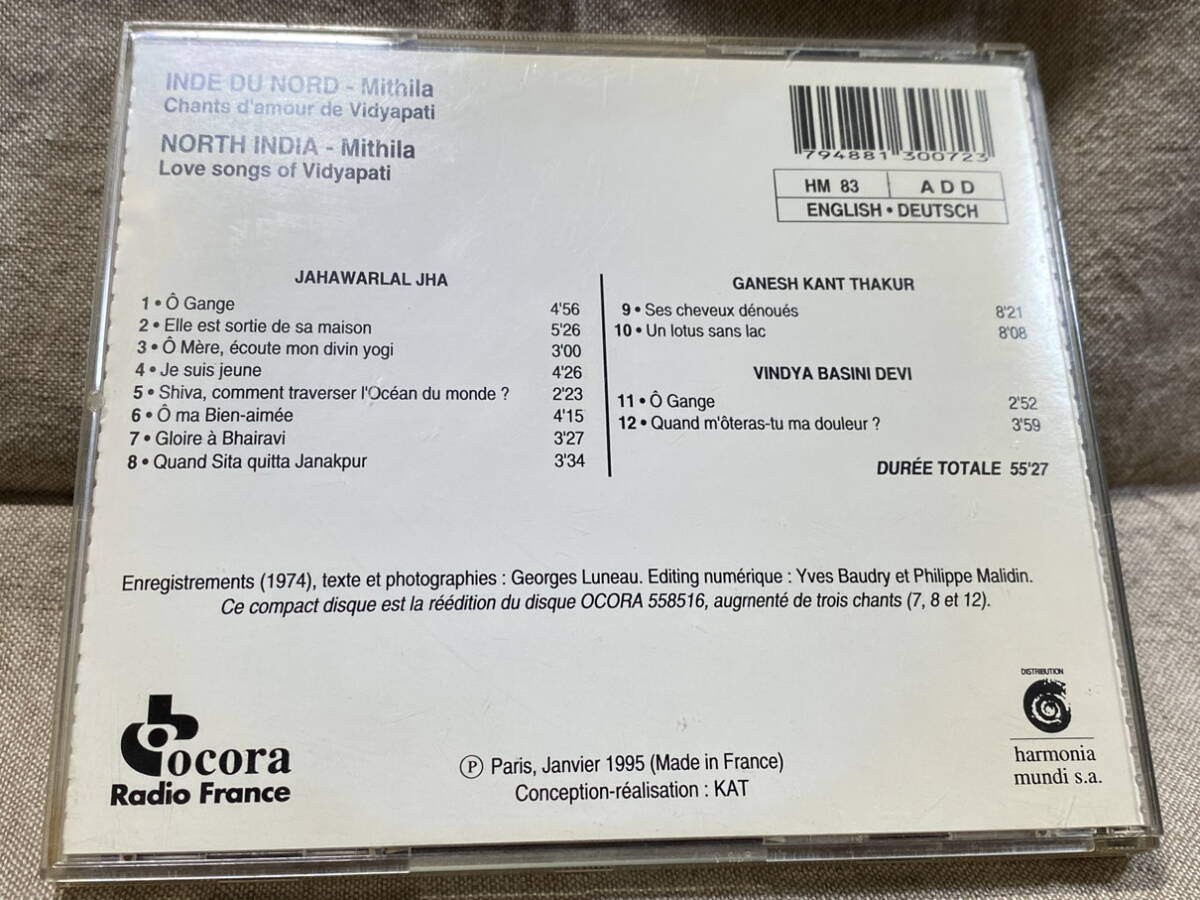 INDE DU NORD - Mithila
Chants d'amour de Vidyapati
NORTH INDIA - Mithila
Love songs of Vidyapati
794881 300723
HM 83 ADD
ENGLISH • DEUTSCH
JAHAWARLAL JHA
1 • Ô Gange 4'56
2 • Elle est sortie de sa maison 5'26
3 • Ô Mère, écoute mon divin yogi 3'00
4 • Je suis jeune 4'26
5 • Shiva, comment traverser l'Océan du monde ? 2'23
6 • Ô ma Bien-aimée 4'15
7 • Gloire à Bhairavi 3'27
8 • Quand Sita quitta Janakpur 3'34
GANESH KANT THAKUR
9 • Ses cheveux dénoués 8'21
10 • Un lotus sans lac 8'08
VINDYA BASINI DEVI
11 • Ô Gange 2'52
12 • Quand m'ôteras-tu ma douleur ? 3'59
DURÉE TOTALE 55'27
Enregistrements (1974), texte et photographies : Georges Luneau. Editing numérique : Yves Baudry et Philippe Malidin.
Ce compact disque est la réédition du disque OCORA 558516, augmenté de trois chants (7, 8 et 12).
ocora
Radio France
Ⓟ Paris, Janvier 1995 (Made in France)
Conception-réalisation : KAT
DISTRIBUTION
harmonia
mundi s.a.